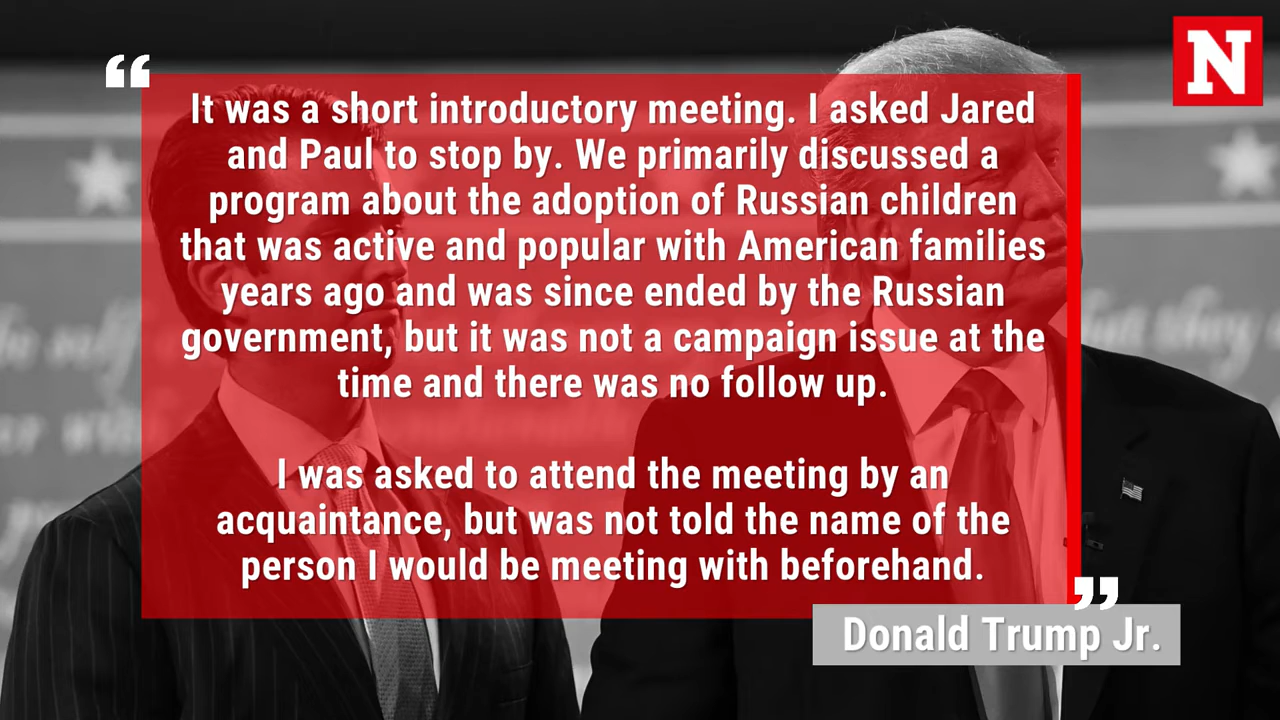 N
“
It was a short introductory meeting. I asked Jared
and Paul to stop by. We primarily discussed a
program about the adoption of Russian children
that was active and popular with American families
years ago and was since ended by the Russian
government, but it was not a campaign issue at the
time and there was no follow up.
I was asked to attend the meeting by an
acquaintance, but was not told the name of the
person I would be meeting with beforehand.
”
Donald Trump Jr.